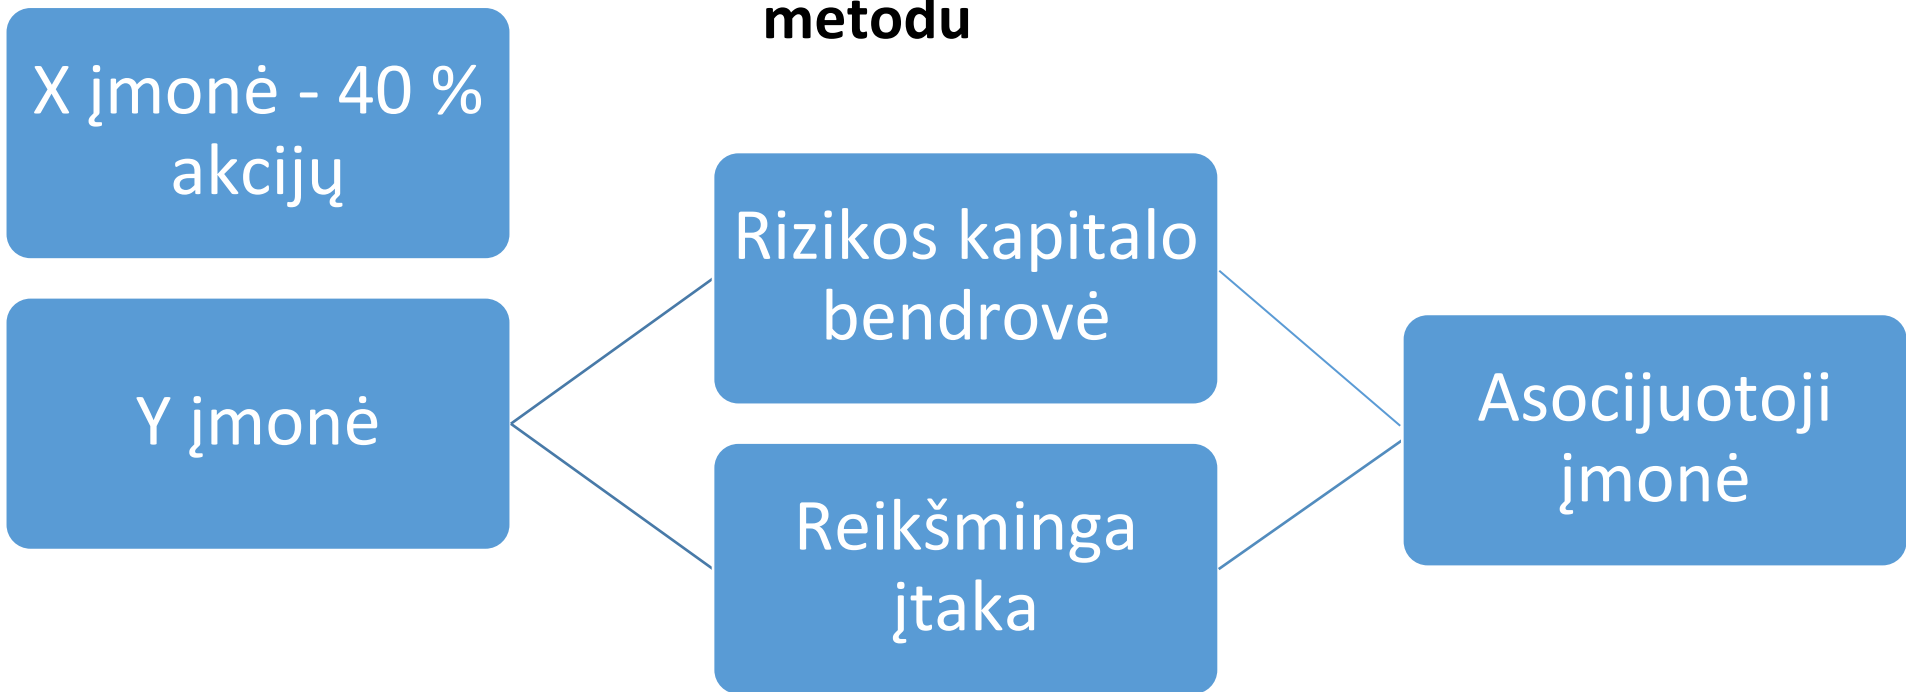 metodu
X įmonė - 40 %
akcijų
Y įmonė
Rizikos kapitalo
bendrovė
Reikšminga
įtaka
Asocijuotoji
įmonė